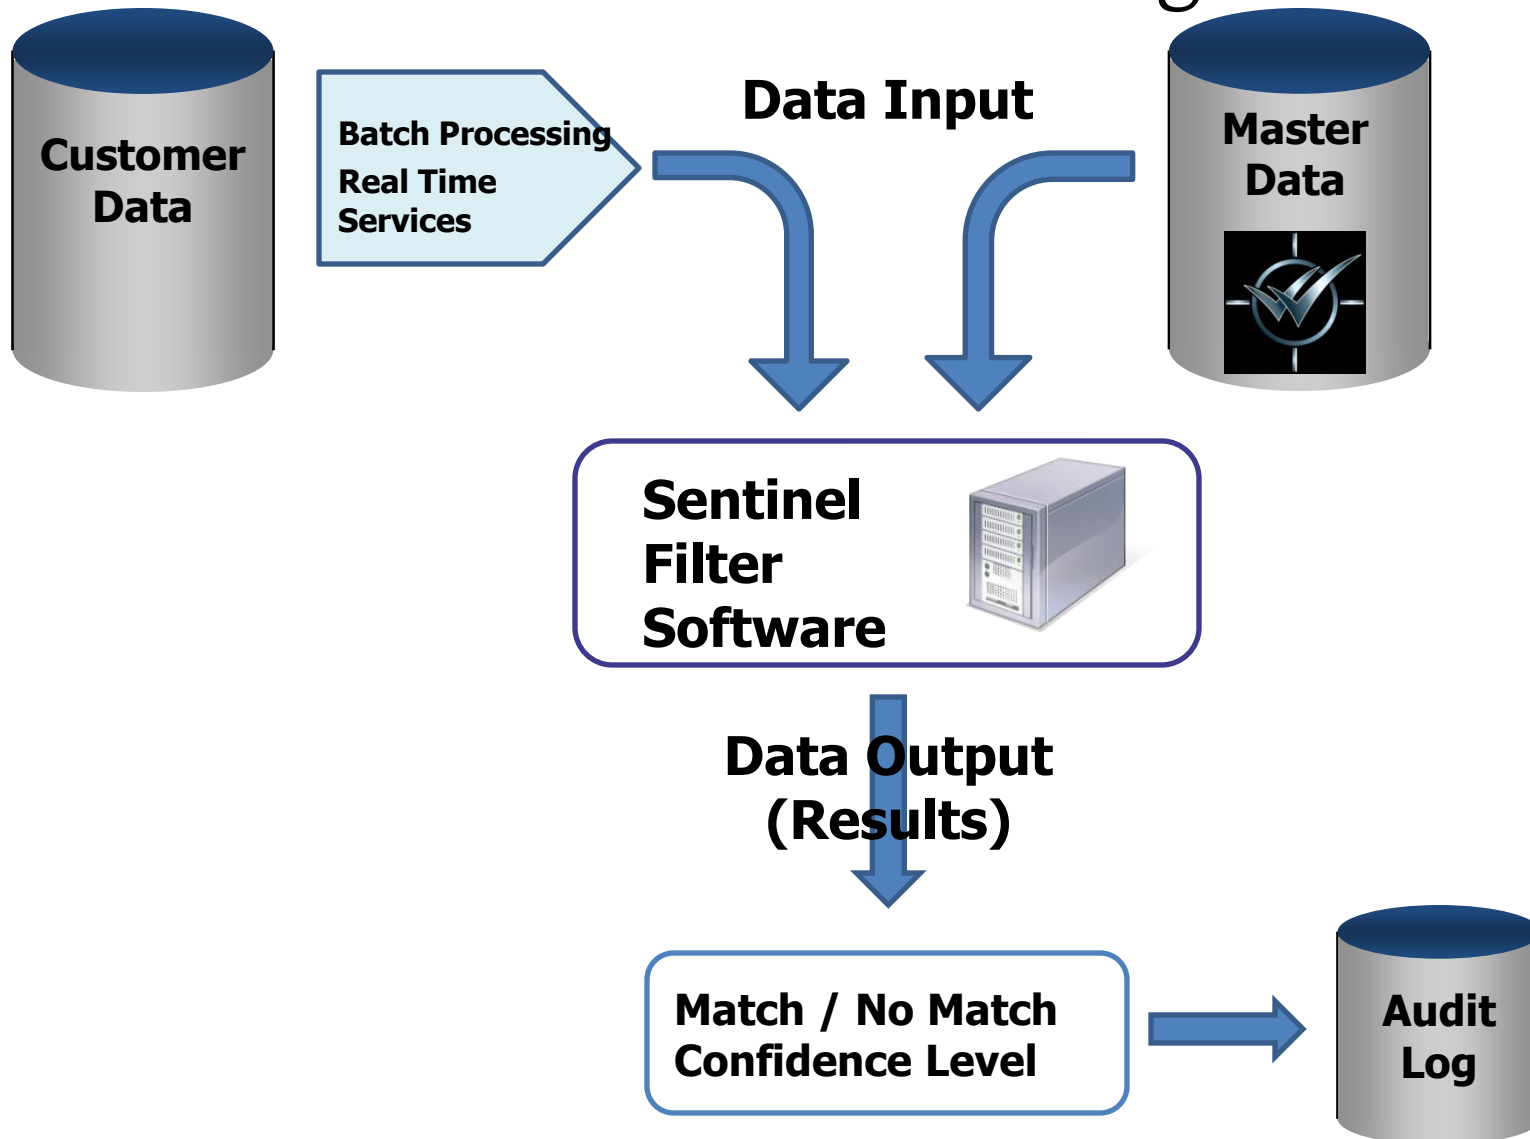 Customer
Data
Batch Processing
Real Time
Services
Data Input
Master
Data
Sentinel
Filter
Software
Data Output
(Results)
Match / No Match
Confidence Level
Audit
Log